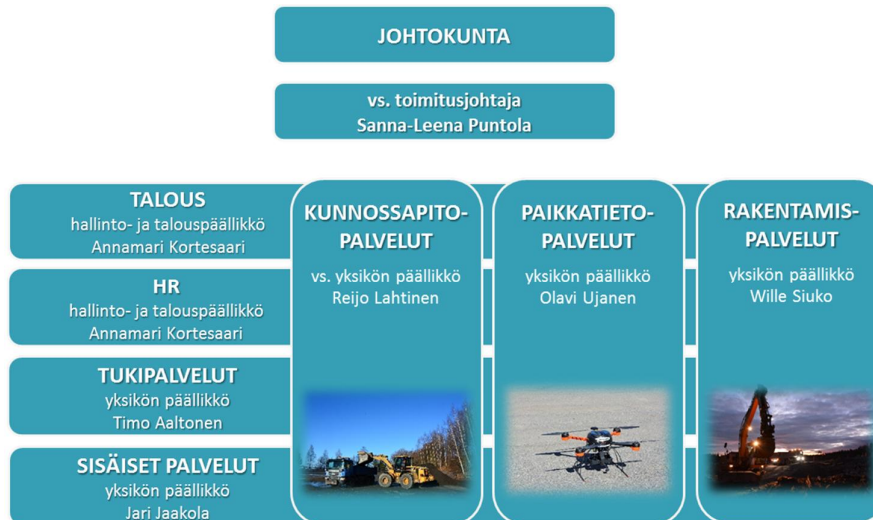 JOHTOKUNTA
vs. toimitusjohtaja
Sanna-Leena Puntola
TALOUS
hallinto- ja talouspäällikkö
Annamari Kortesaari
HR
hallinto- ja talouspäällikkö
Annamari Kortesaari
TUKIPALVELUT
yksikön päällikkö
Timo Aaltonen
SISÄISET PALVELUT
yksikön päällikkö
Jari Jaakola
KUNNOSSAPITO-
PALVELUT
vs. yksikön päällikkö
Reijo Lahtinen
PAIKKATIETO-
PALVELUT
yksikön päällikkö
Olavi Ujanen
RAKENTAMIS-
PALVELUT
yksikön päällikkö
Wille Siuko